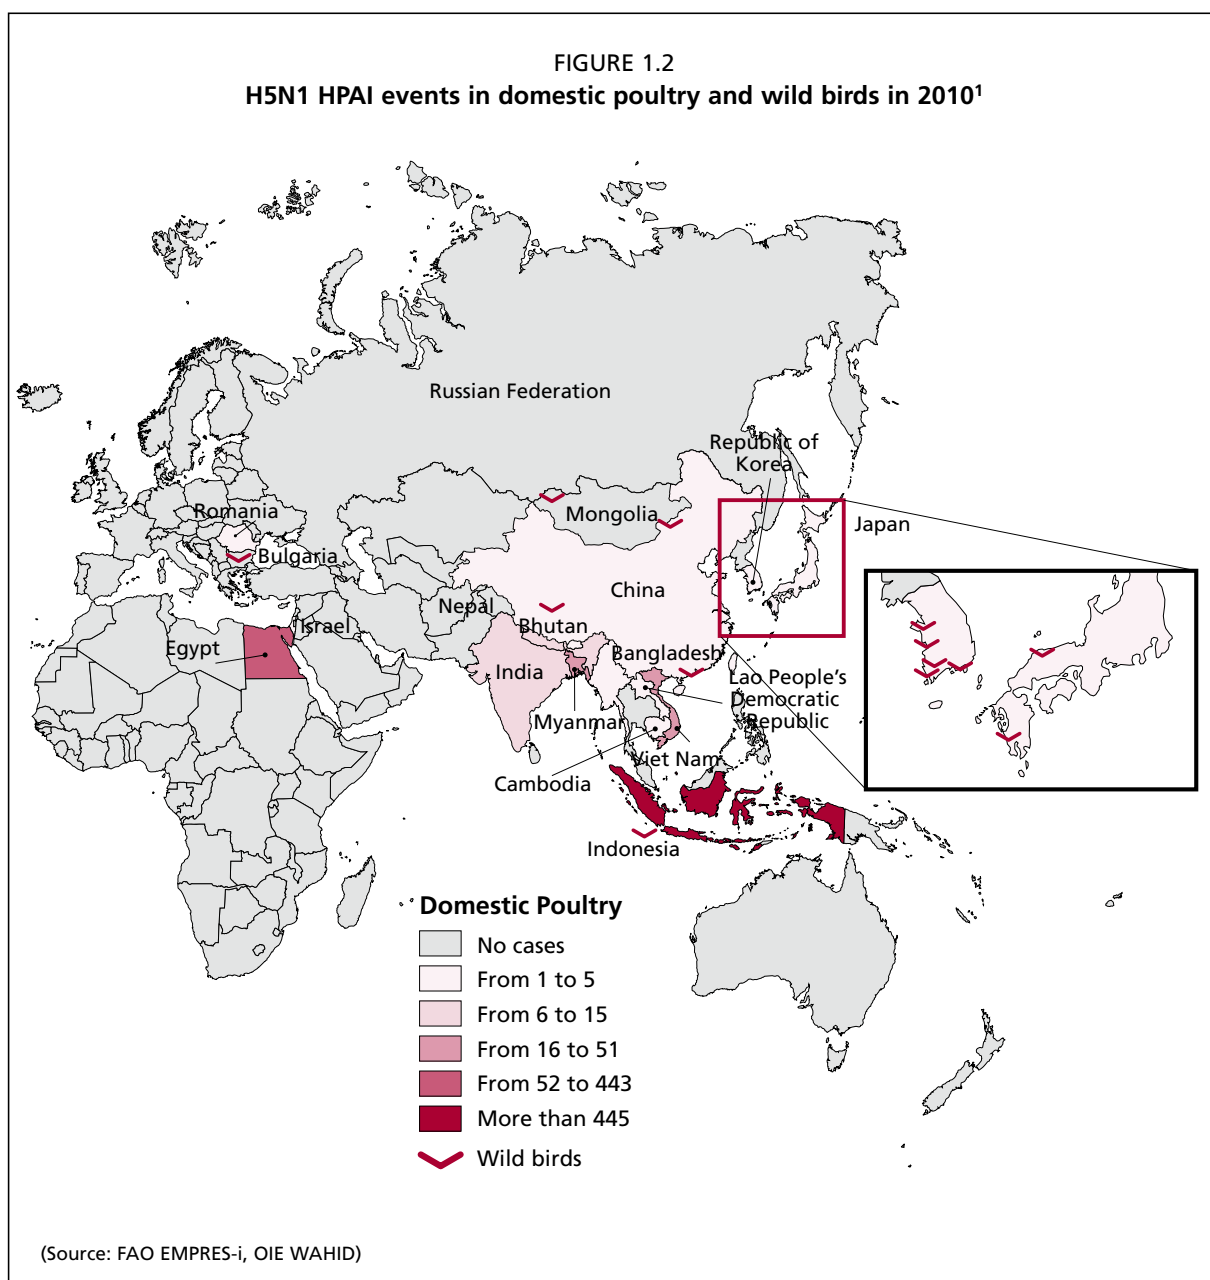 FIGURE 1.2
H5N1 HPAI events in domestic poultry and wild birds in 2010¹
Russian Federation
Republic of
Korea
Romania
Mongolia
Japan
Bulgaria
China
Nepal
Israel
Bhutan
Egypt
Bangladesh
India
Lao People's
Democratic
Republic
Myanmar
Viet Nam
Cambodia
Indonesia
Domestic Poultry
No cases
From 1 to 5
From 6 to 15
From 16 to 51
From 52 to 443
More than 445
Wild birds
(Source: FAO EMPRES-i, OIE WAHID)